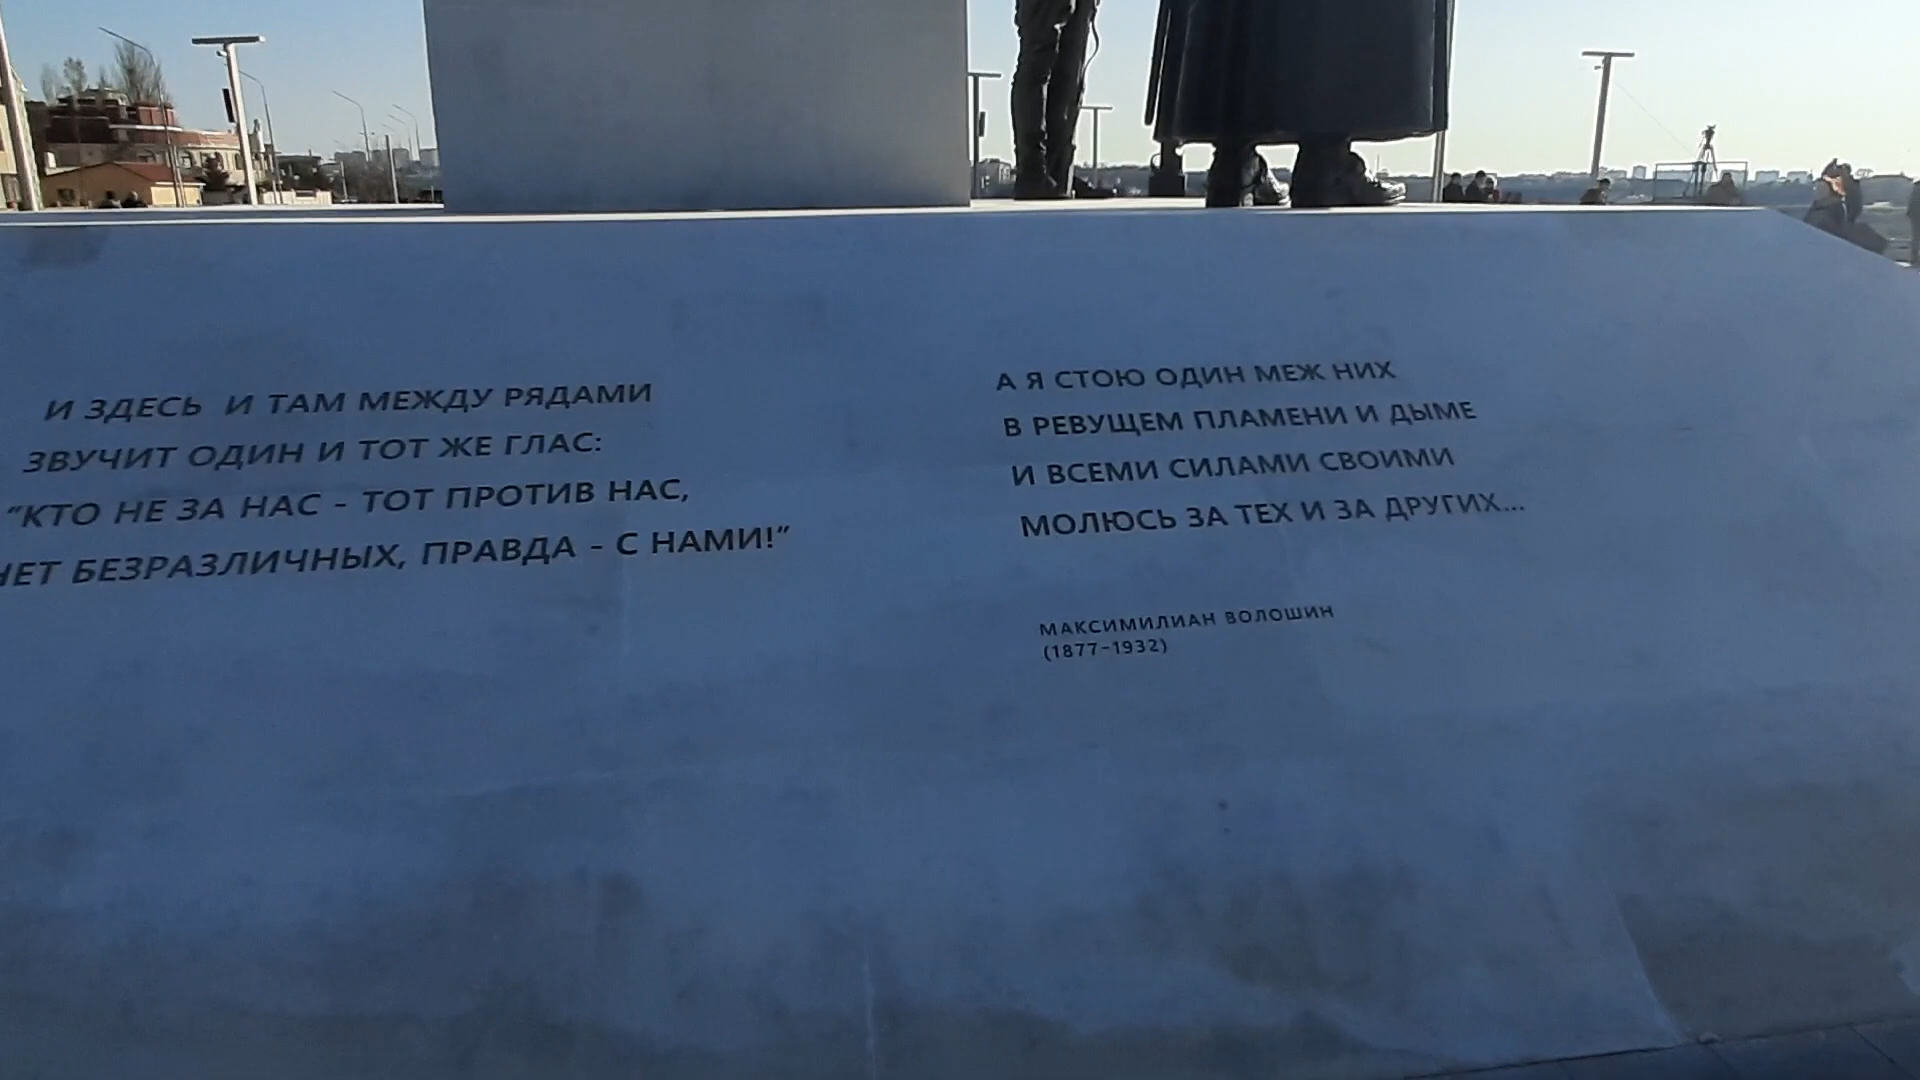 И ЗДЕСЬ И ТАМ МЕЖДУ РЯДАМИ
ЗВУЧИТ ОДИН И ТОТ ЖЕ ГЛАС:
"КТО НЕ ЗА НАС - ТОТ ПРОТИВ НАС,
НЕТ БЕЗРАЗЛИЧНЫХ, ПРАВДА - С НАМИ!"
А Я СТОЮ ОДИН МЕЖ НИХ
В РЕВУЩЕМ ПЛАМЕНИ И ДЫМЕ
И ВСЕМИ СИЛАМИ СВОИМИ
МОЛЮСЬ ЗА ТЕХ И ЗА ДРУГИХ...
МАКСИМИЛИАН ВОЛОШИН
(1877-1932)